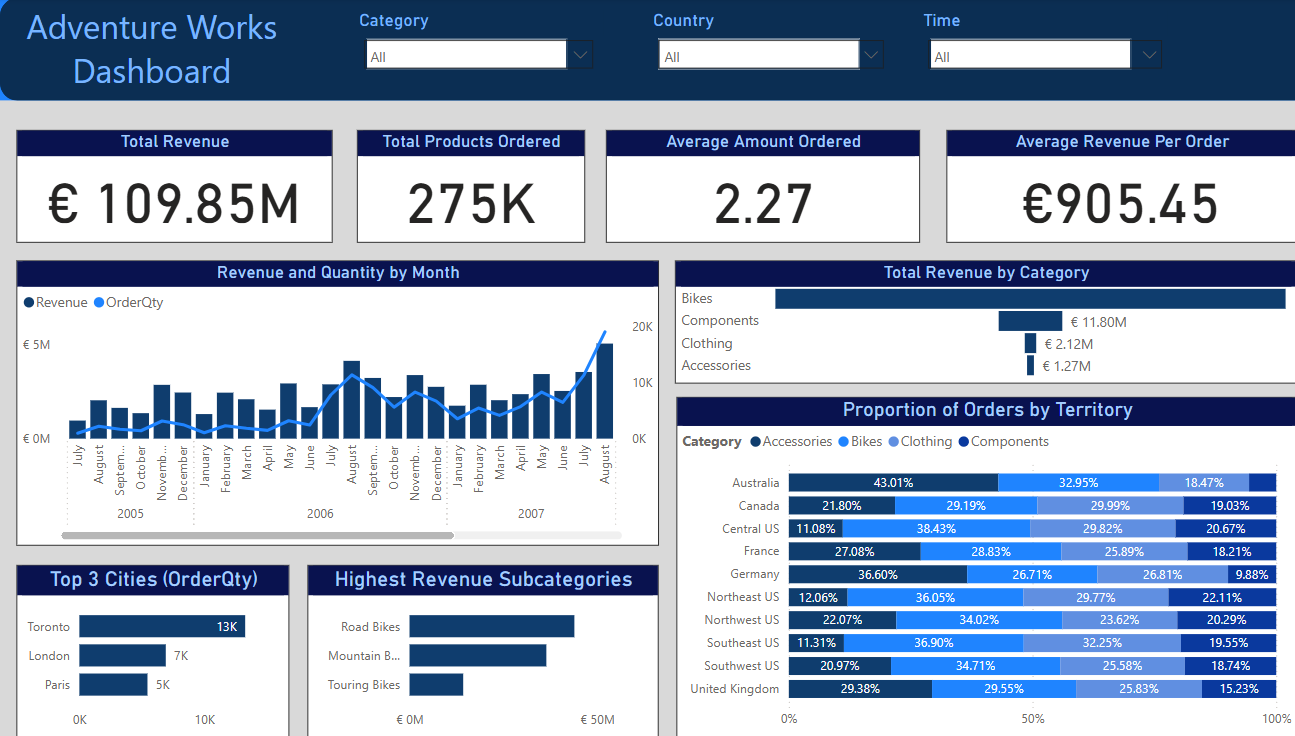 Adventure Works
Dashboard
Category
All
Country
All
Time
All
Total Revenue
€ 109.85M
Total Products Ordered
275K
Average Amount Ordered
2.27
Average Revenue Per Order
€905.45
Revenue and Quantity by Month
Revenue OrderQty
€ 5M
€ 0M
20K
10K
0K
July
August
Septem...
October
Novemb...
December
January
February
March
April
May
June
July
August
Septem...
October
Novemb...
December
January
February
March
April
May
June
July
August
2005
2006
2007
Total Revenue by Category
Bikes
Components € 11.80M
Clothing € 2.12M
Accessories € 1.27M
Proportion of Orders by Territory
Category Accessories Bikes Clothing Components
Australia 43.01% 32.95% 18.47%
Canada 21.80% 29.19% 29.99% 19.03%
Central US 11.08% 38.43% 29.82% 20.67%
France 27.08% 28.83% 25.89% 18.21%
Germany 36.60% 26.71% 26.81% 9.88%
Northeast US 12.06% 36.05% 29.77% 22.11%
Northwest US 22.07% 34.02% 23.62% 20.29%
Southeast US 11.31% 36.90% 32.25% 19.55%
Southwest US 20.97% 34.71% 25.58% 18.74%
United Kingdom 29.38% 29.55% 25.83% 15.23%
0% 50% 100%
Top 3 Cities (OrderQty)
Toronto 13K
London 7K
Paris 5K
0K 10K
Highest Revenue Subcategories
Road Bikes
Mountain B...
Touring Bikes
€ 0M € 50M